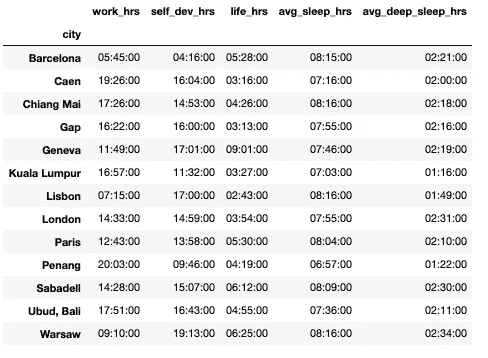 work_hrs self_dev_hrs life_hrs avg_sleep_hrs avg_deep_sleep_hrs
city
Barcelona 05:45:00 04:16:00 05:28:00 08:15:00 02:21:00
Caen 19:26:00 16:04:00 03:16:00 07:16:00 02:00:00
Chiang Mai 17:26:00 14:53:00 04:26:00 08:16:00 02:18:00
Gap 16:22:00 16:00:00 03:13:00 07:55:00 02:16:00
Geneva 11:49:00 17:01:00 09:01:00 07:46:00 02:19:00
Kuala Lumpur 16:57:00 11:32:00 03:27:00 07:03:00 01:16:00
Lisbon 07:15:00 17:00:00 02:43:00 08:16:00 01:49:00
London 14:33:00 14:59:00 03:54:00 07:55:00 02:31:00
Paris 12:43:00 13:58:00 05:30:00 08:04:00 02:10:00
Penang 20:03:00 09:46:00 04:19:00 06:57:00 01:22:00
Sabadell 14:28:00 15:07:00 06:12:00 08:09:00 02:30:00
Ubud, Bali 17:51:00 16:43:00 04:55:00 07:36:00 02:11:00
Warsaw 09:10:00 19:13:00 06:25:00 08:16:00 02:34:00